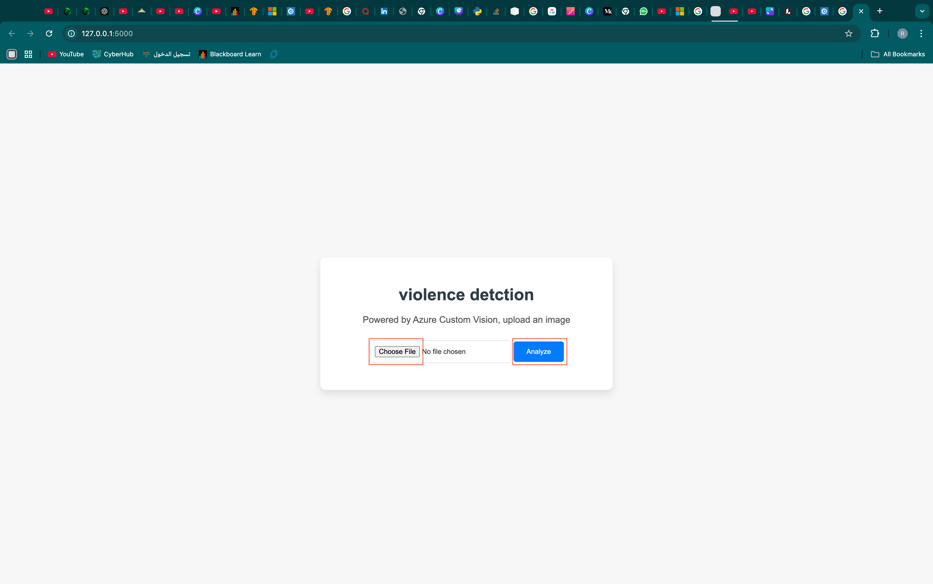 127.0.0.1:5000
YouTube CyberHub تسجيل الدخول Blackboard Learn All Bookmarks
violence detction
Powered by Azure Custom Vision, upload an image
Choose File No file chosen Analyze